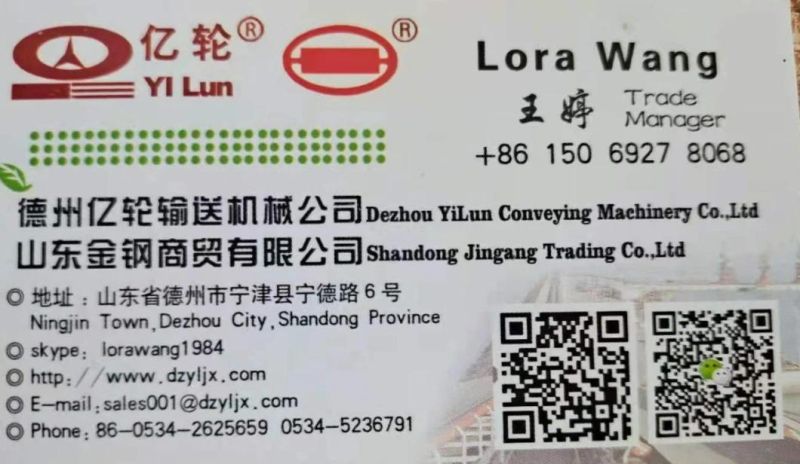 亿轮®
YI Lun
®
Lora Wang
王婷 Trade Manager
+86 150 6927 8068
德州亿轮输送机械公司 Dezhou YiLun Conveying Machinery Co.,Ltd
山东金钢商贸有限公司 Shandong Jingang Trading Co.,Ltd
地址：山东省德州市宁津县宁德路6号
Ningjin Town,Dezhou City,Shandong Province
skype: lorawang1984
http://www.dzyljx.com
E-mail:sales001@dzyljx.com
Phone: 86-0534-2625659 0534-5236791